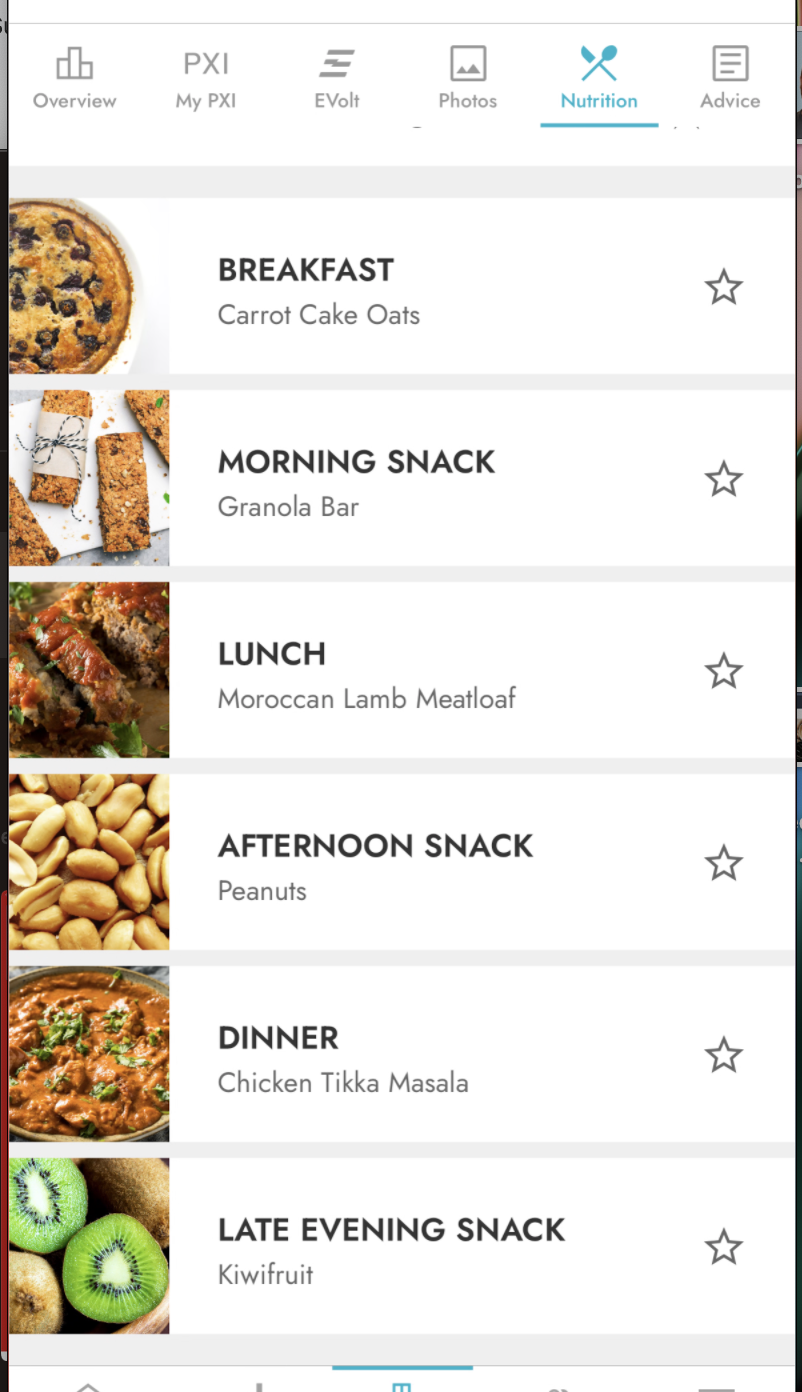 Overview
PXI
My PXI
EVolt
Photos
Nutrition
Advice
BREAKFAST
Carrot Cake Oats
MORNING SNACK
Granola Bar
LUNCH
Moroccan Lamb Meatloaf
AFTERNOON SNACK
Peanuts
DINNER
Chicken Tikka Masala
LATE EVENING SNACK
Kiwifruit